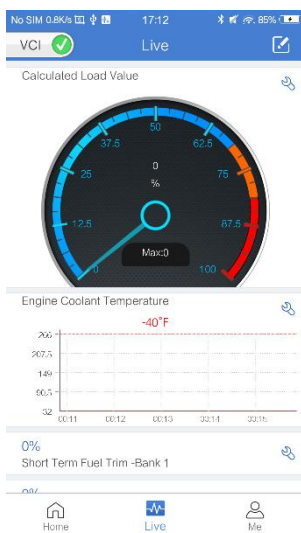 No SIM 0.8K/s 17:12 85%
VCI Live
Calculated Load Value
50
37.5 62.5
0
25 75
%
12.5 87.5
Max:0
0 100
Engine Coolant Temperature
-40°F
266
207.5
149
90.5
32
00:11 00:12 00:13 00:14 00:15
0%
Short Term Fuel Trim -Bank 1
0%
Home Live Me